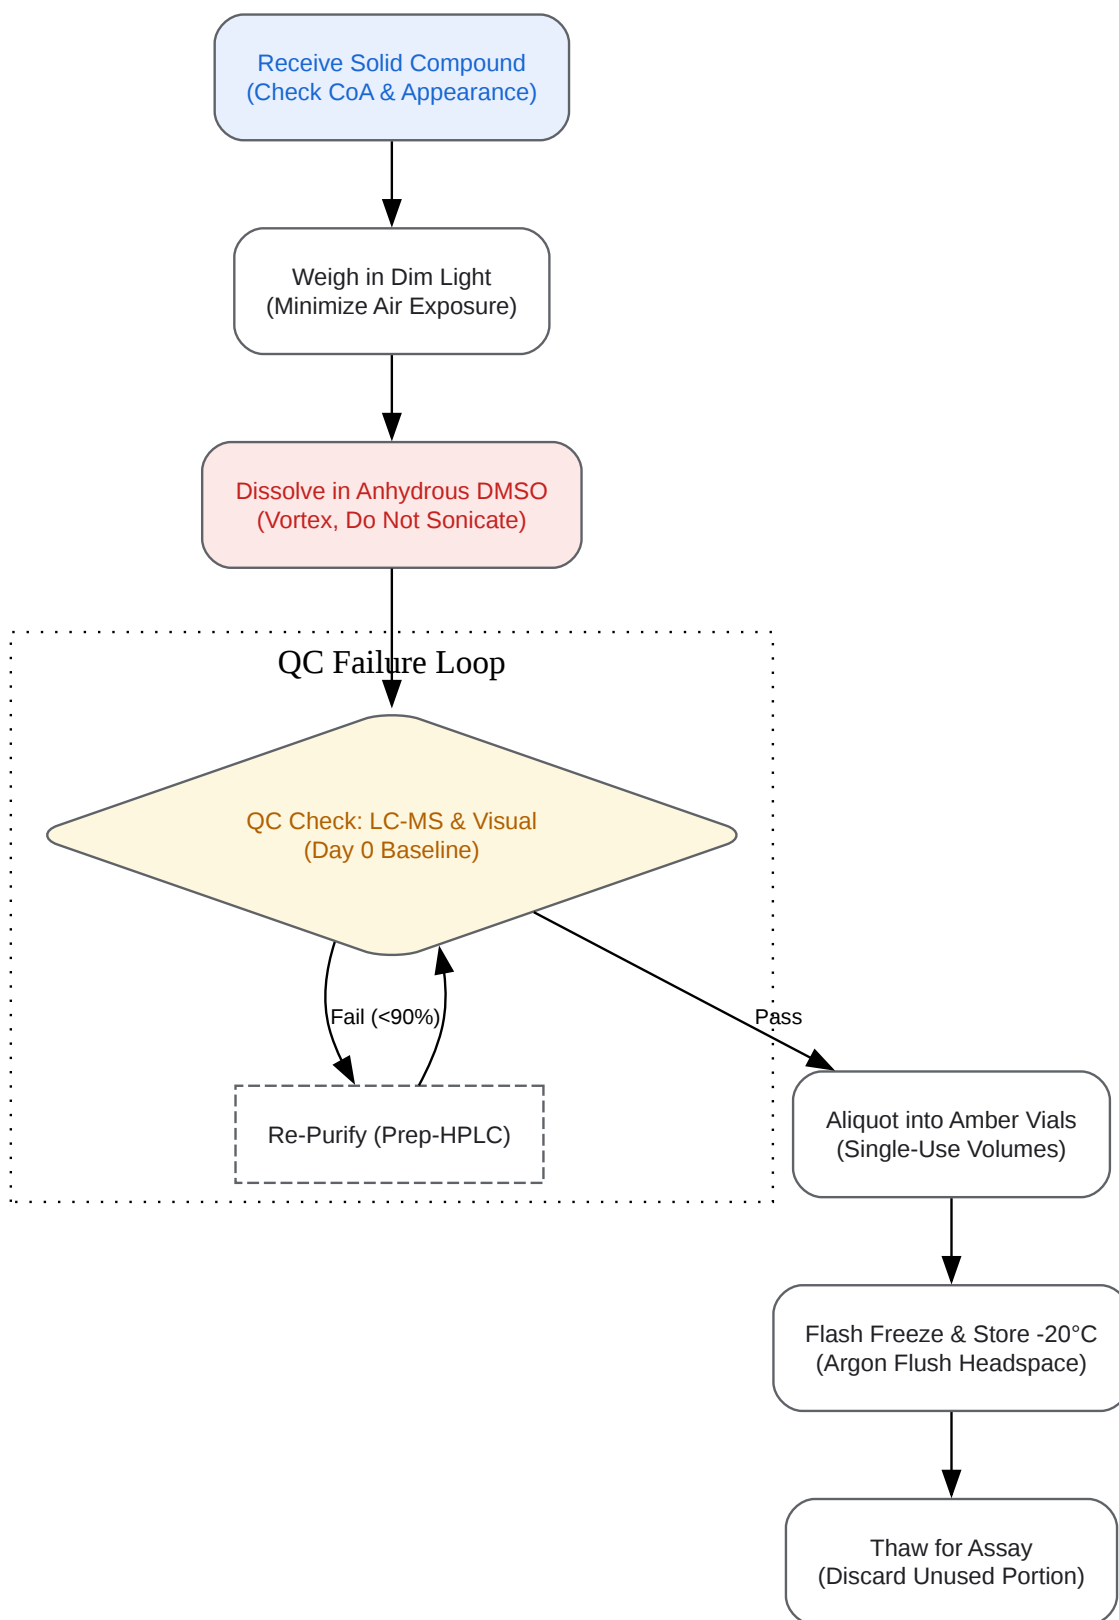 Receive Solid Compound
(Check CoA & Appearance)
Weigh in Dim Light
(Minimize Air Exposure)
Dissolve in Anhydrous DMSO
(Vortex, Do Not Sonicate)
QC Failure Loop
QC Check: LC-MS & Visual
(Day 0 Baseline)
Fail (<90%)
Pass
Re-Purify (Prep-HPLC)
Aliquot into Amber Vials
(Single-Use Volumes)
Flash Freeze & Store -20°C
(Argon Flush Headspace)
Thaw for Assay
(Discard Unused Portion)